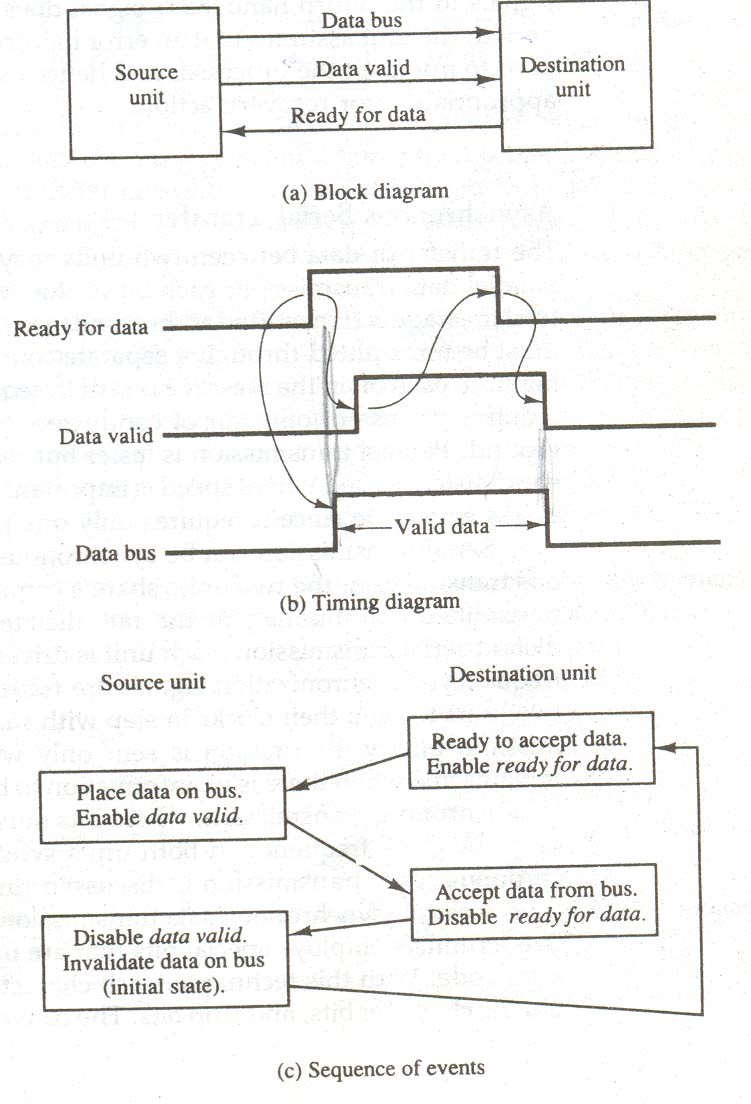 Data bus
Source
unit
Data valid
Destination
unit
Ready for data
(a) Block diagram
Ready for data
Data valid
Valid data
Data bus
(b) Timing diagram
Source unit
Destination unit
Ready to accept data.
Enable ready for data.
Place data on bus.
Enable data valid.
Accept data from bus.
Disable ready for data.
Disable data valid.
Invalidate data on bus
(initial state).
(c) Sequence of events